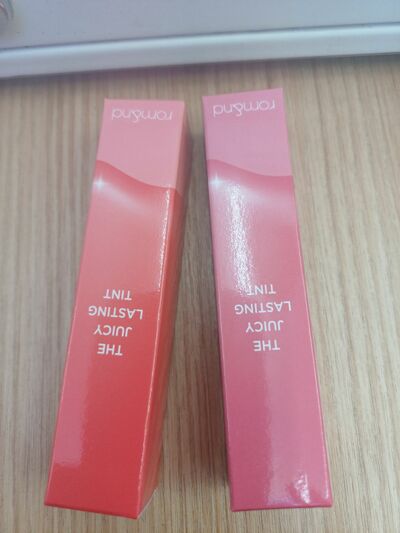 rom&nd
THE
JUICY
LASTING
TINT
rom&nd
THE
JUICY
LASTING
TINT